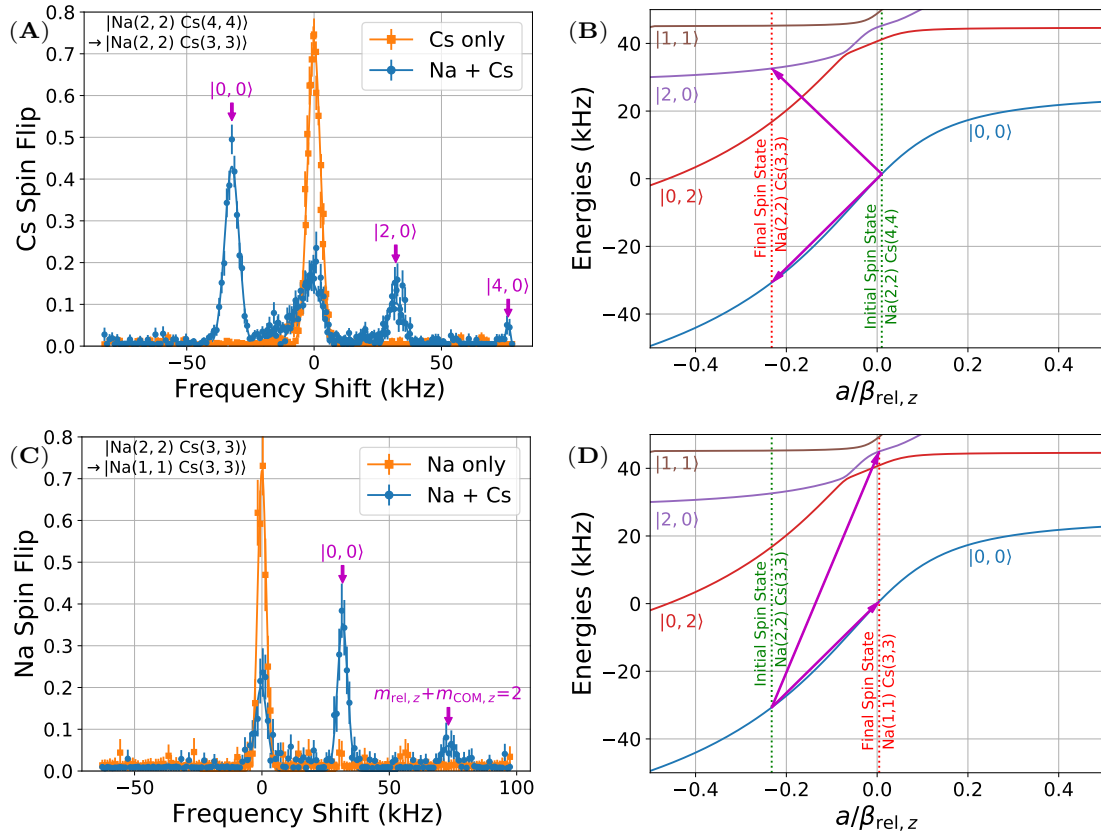 (A)
|Na(2, 2) Cs(4, 4)⟩
→ |Na(2, 2) Cs(3, 3)⟩
Cs only
Na + Cs
|0, 0⟩
|2, 0⟩
|4, 0⟩
0.8
0.7
0.6
0.5
0.4
0.3
0.2
0.1
0.0
Cs Spin Flip
−50
0
50
Frequency Shift (kHz)
(B)
|1, 1⟩
|2, 0⟩
|0, 2⟩
|0, 0⟩
Final Spin State
Na(2,2) Cs(3,3)
Initial Spin State
Na(2,2) Cs(4,4)
40
20
0
−20
−40
Energies (kHz)
−0.4
−0.2
0.0
0.2
0.4
a/β_rel, z
(C)
|Na(2, 2) Cs(3, 3)⟩
→ |Na(1, 1) Cs(3, 3)⟩
Na only
Na + Cs
|0, 0⟩
m_rel, z + m_COM, z = 2
0.8
0.7
0.6
0.5
0.4
0.3
0.2
0.1
0.0
Na Spin Flip
−50
0
50
100
Frequency Shift (kHz)
(D)
|1, 1⟩
|2, 0⟩
|0, 2⟩
|0, 0⟩
Initial Spin State
Na(2,2) Cs(3,3)
Final Spin State
Na(1,1) Cs(3,3)
40
20
0
−20
−40
Energies (kHz)
−0.4
−0.2
0.0
0.2
0.4
a/β_rel, z